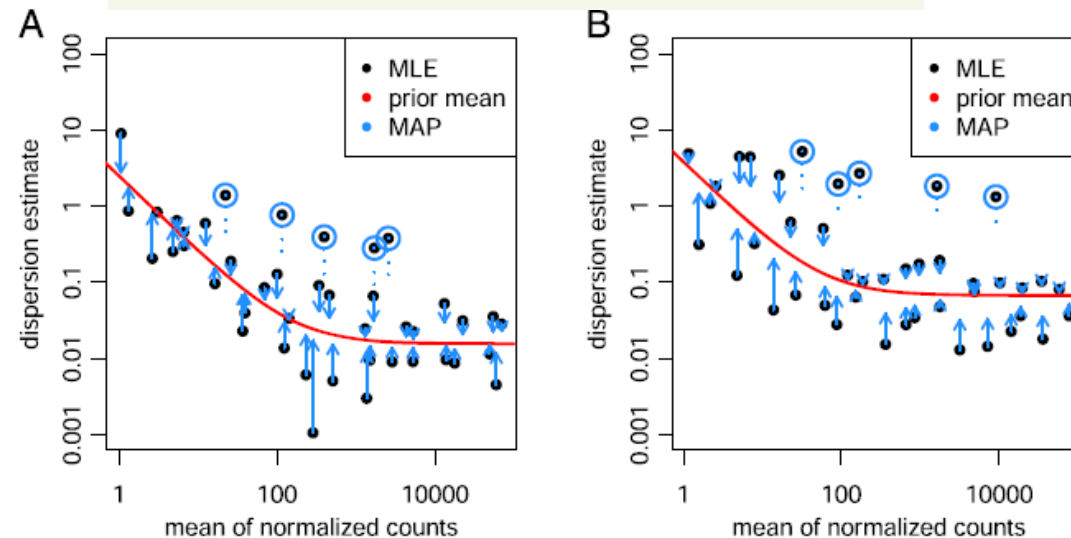 A
dispersion estimate
100
10
1
0.1
0.01
0.001
MLE
prior mean
MAP
1
100
10000
mean of normalized counts
B
dispersion estimate
100
10
1
0.1
0.01
0.001
MLE
prior mean
MAP
1
100
10000
mean of normalized counts